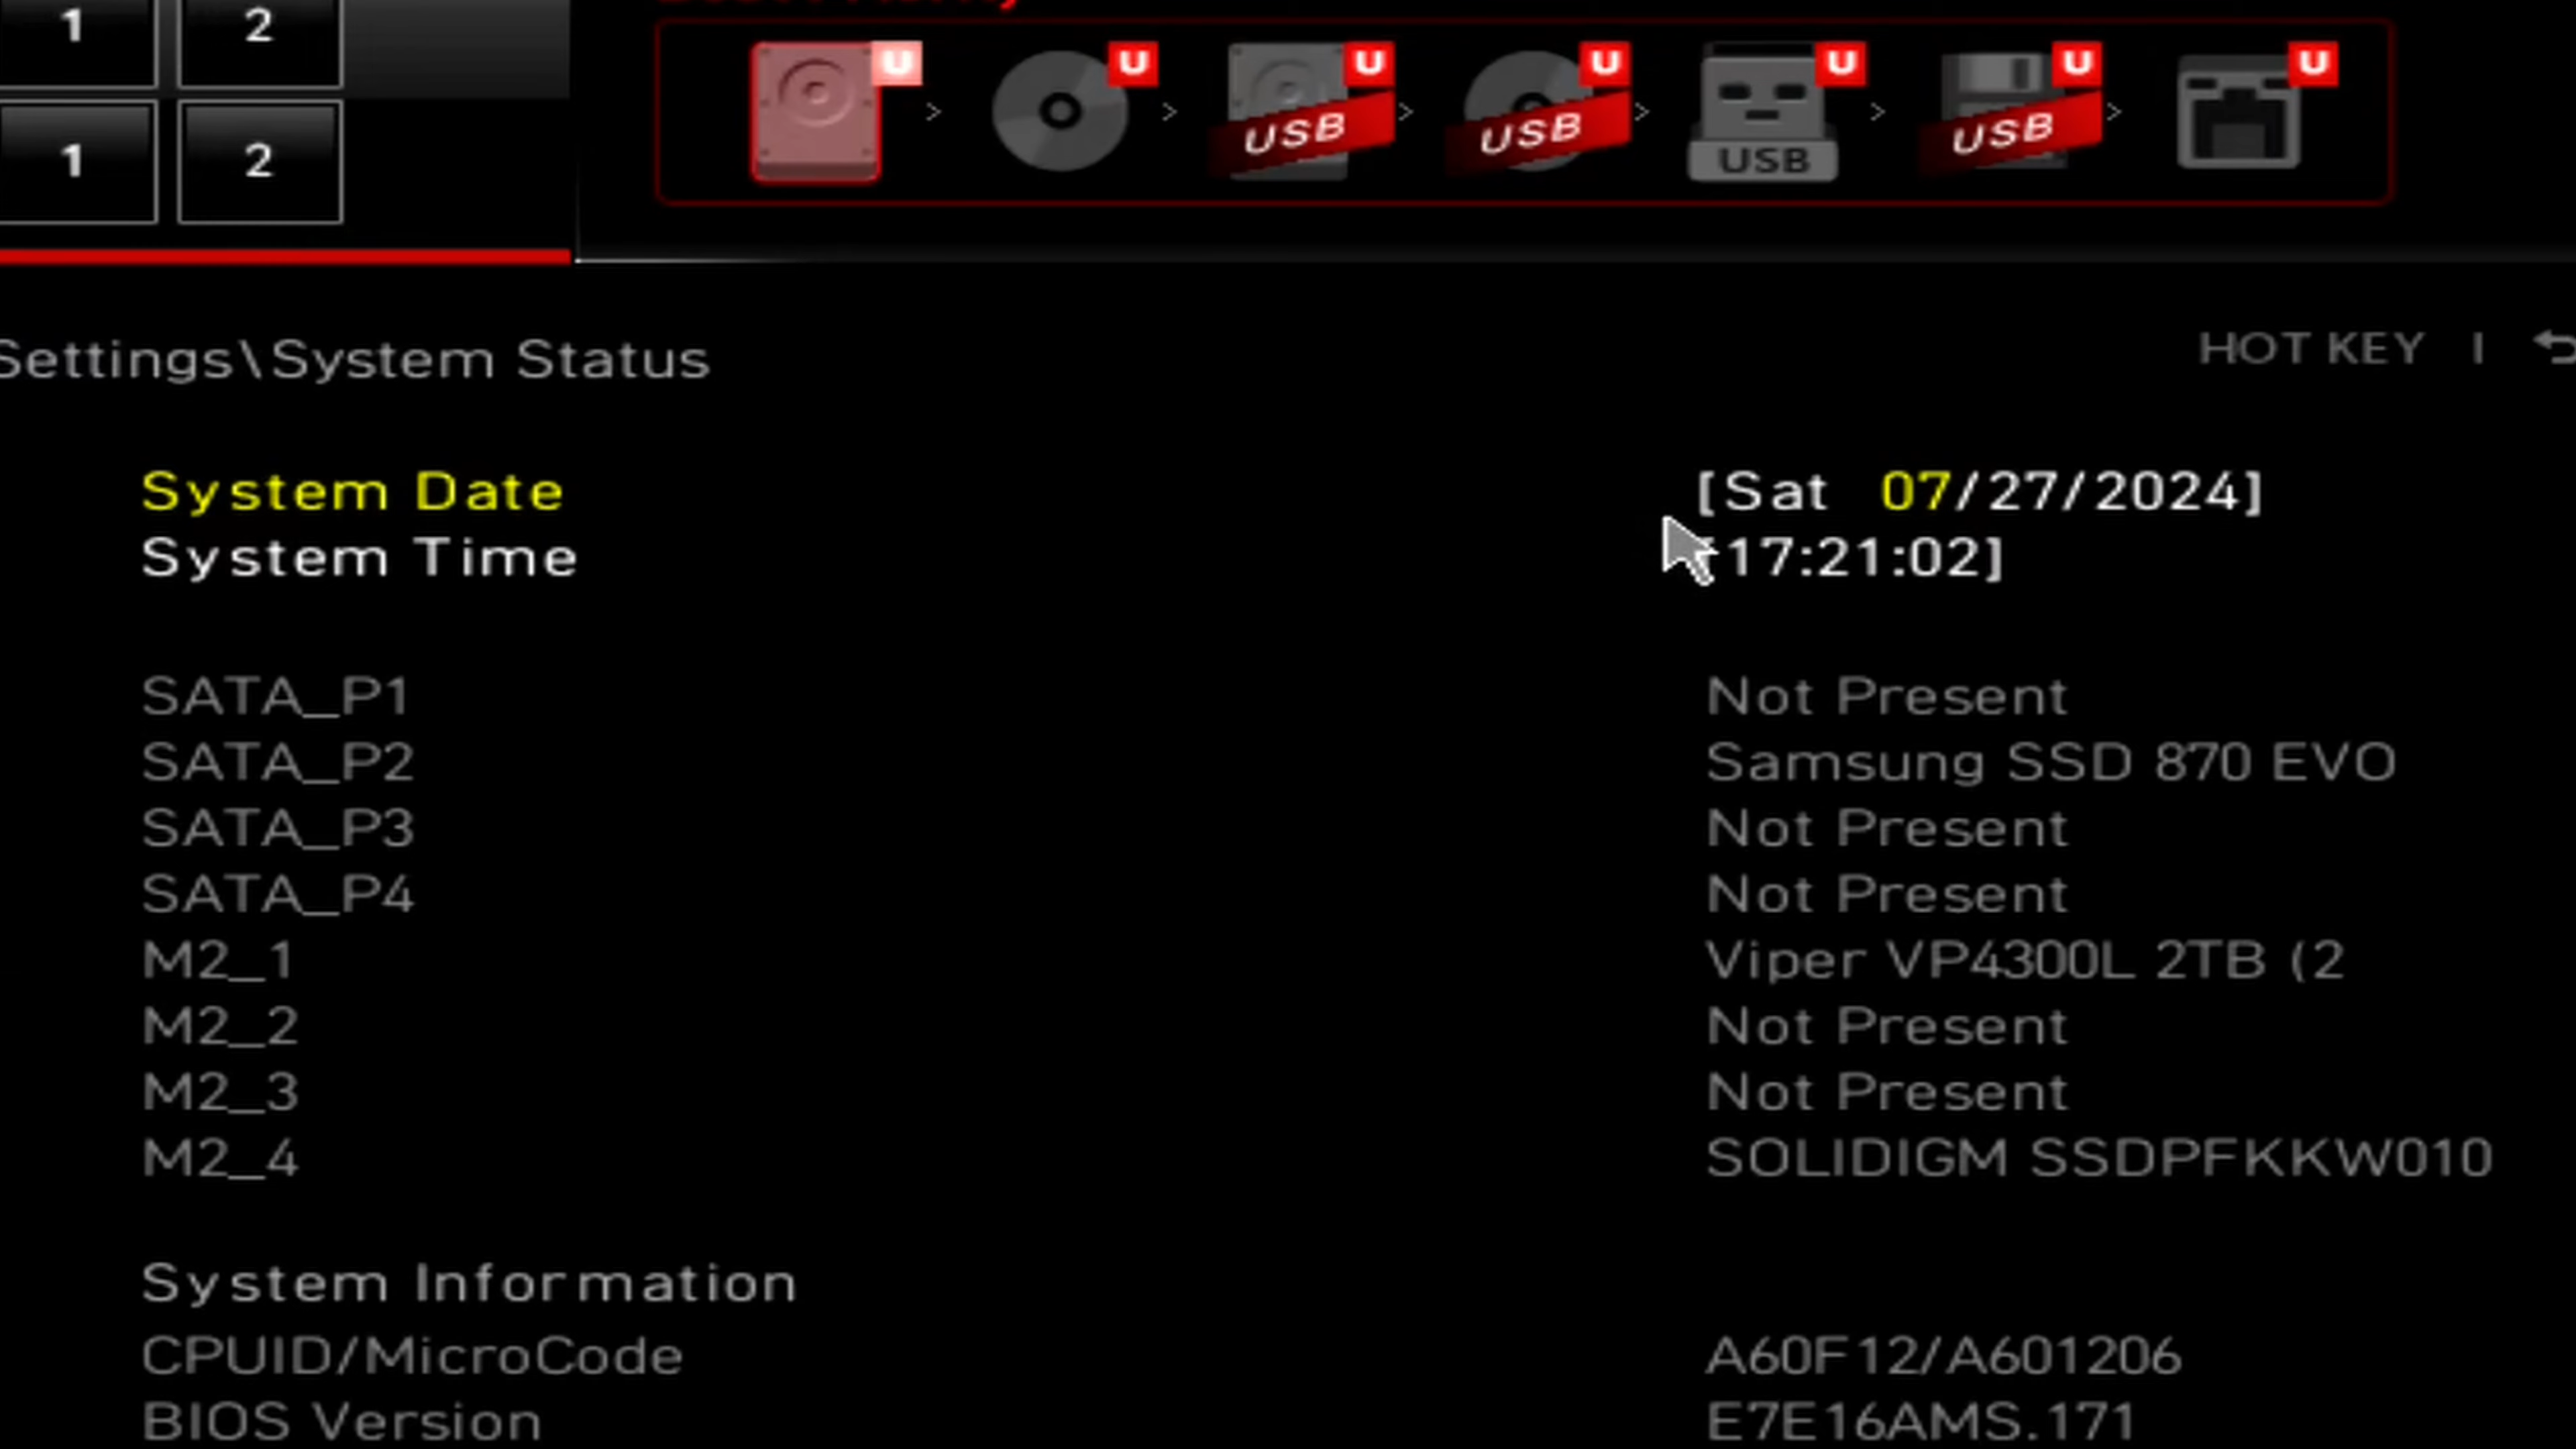 1 2
U U U U U U U
USB USB USB USB
1 2
Settings\System Status HOT KEY |
System Date [Sat 07/27/2024]
System Time [17:21:02]
SATA_P1 Not Present
SATA_P2 Samsung SSD 870 EVO
SATA_P3 Not Present
SATA_P4 Not Present
M2_1 Viper VP4300L 2TB (2
M2_2 Not Present
M2_3 Not Present
M2_4 SOLIDIGM SSDPFKKW010
System Information
CPUID/MicroCode A60F12/A601206
BIOS Version E7E16AMS.171